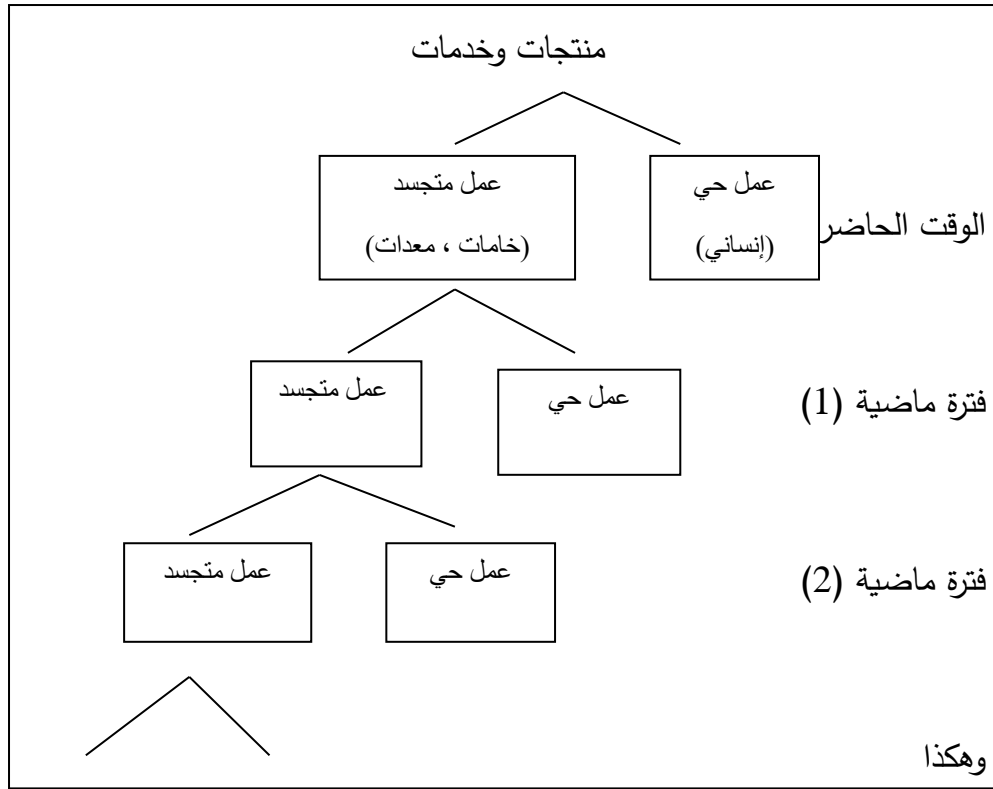 منتجات وخدمات
عمل حي
عمل متجسد
الوقت الحاضر
(إنساني)
(خامات ، معدات)
فترة ماضية (1)
عمل حي
عمل متجسد
فترة ماضية (2)
عمل حي
عمل متجسد
وهكذا